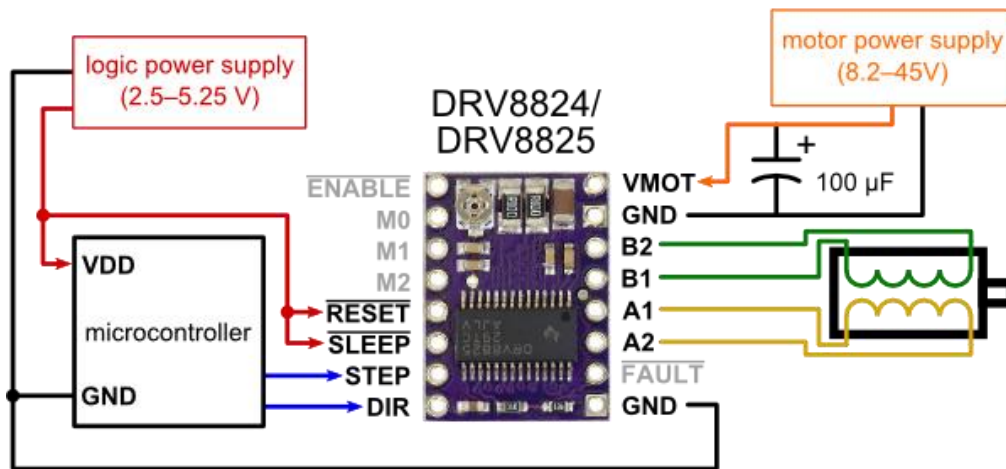 logic power supply
(2.5–5.25 V)
motor power supply
(8.2–45V)
DRV8824/
DRV8825
+
100 µF
ENABLE
M0
M1
M2
RESET
SLEEP
STEP
DIR
VMOT
GND
B2
B1
A1
A2
FAULT
GND
VDD
microcontroller
GND